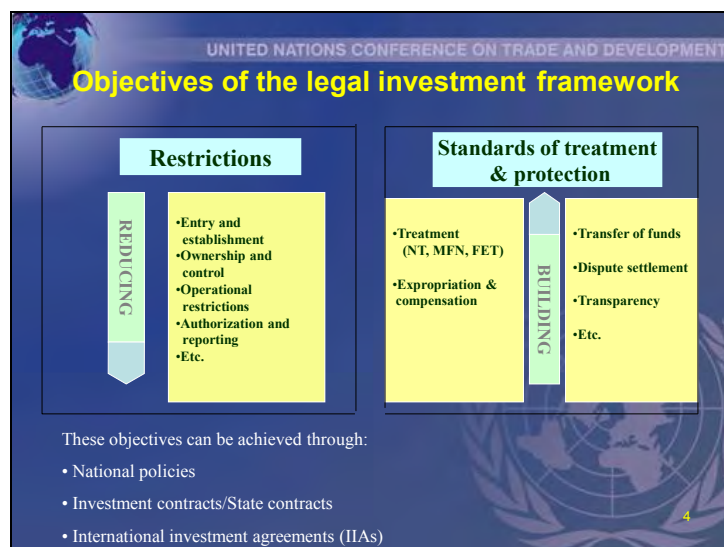 UNITED NATIONS CONFERENCE ON TRADE AND DEVELOPMENT
Objectives of the legal investment framework
Restrictions
REDUCING
•Entry and
establishment
•Ownership and
control
•Operational
restrictions
•Authorization and
reporting
•Etc.
Standards of treatment
& protection
•Treatment
(NT, MFN, FET)
•Expropriation &
compensation
BUILDING
•Transfer of funds
•Dispute settlement
•Transparency
•Etc.
These objectives can be achieved through:
• National policies
• Investment contracts/State contracts
• International investment agreements (IIAs)
4